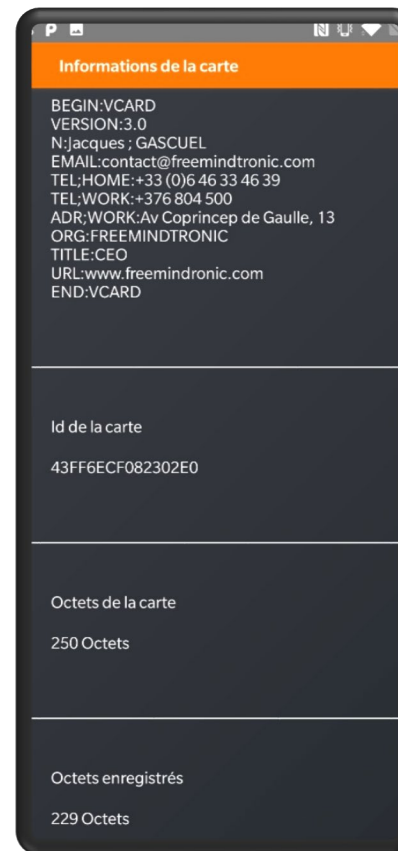 P
Informations de la carte
BEGIN:VCARD
VERSION:3.0
N:Jacques ; GASCUEL
EMAIL:contact@freemindtronic.com
TEL;HOME:+33 (0)6 46 33 46 39
TEL;WORK:+376 804 500
ADR;WORK:Av Coprincep de Gaulle, 13
ORG:FREEMINDTRONIC
TITLE:CEO
URL:www.freemindronic.com
END:VCARD
Id de la carte
43FF6ECF082302E0
Octets de la carte
250 Octets
Octets enregistrés
229 Octets